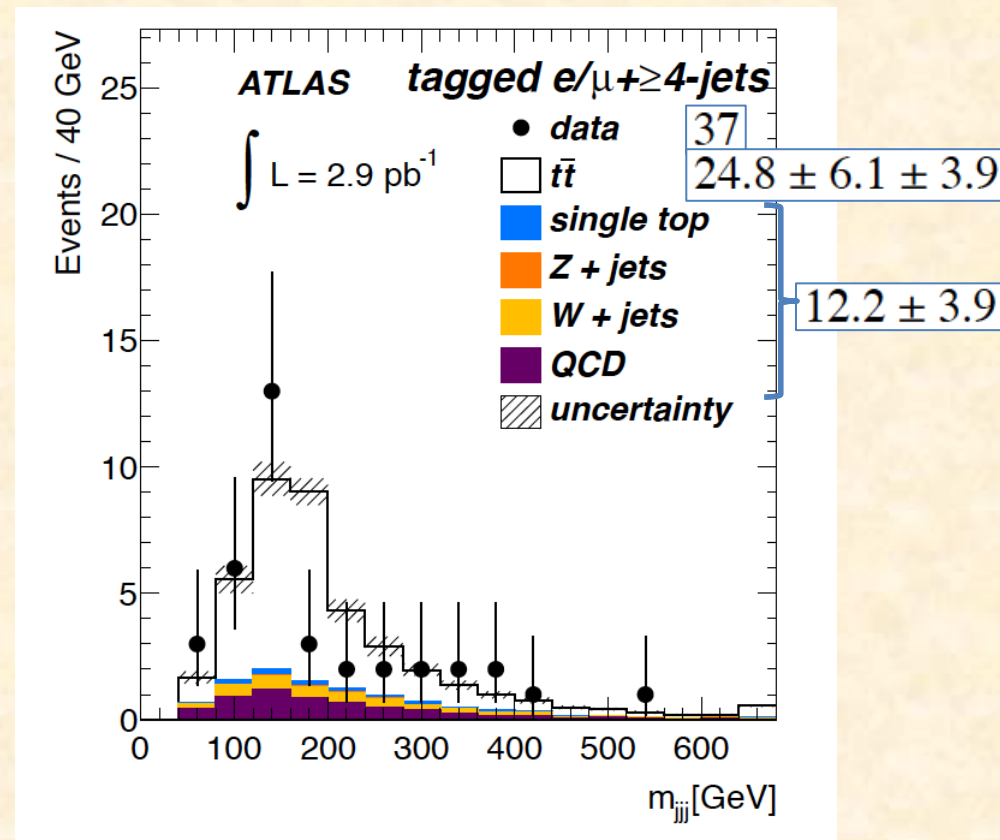 ATLAS
tagged e/μ+≥4-jets
∫ L = 2.9 pb-1
data 37
tt̄ 24.8 ± 6.1 ± 3.9
single top
Z + jets
W + jets
QCD
12.2 ± 3.9
uncertainty
Events / 40 GeV
25
20
15
10
5
0
0 100 200 300 400 500 600
mjjj[GeV]